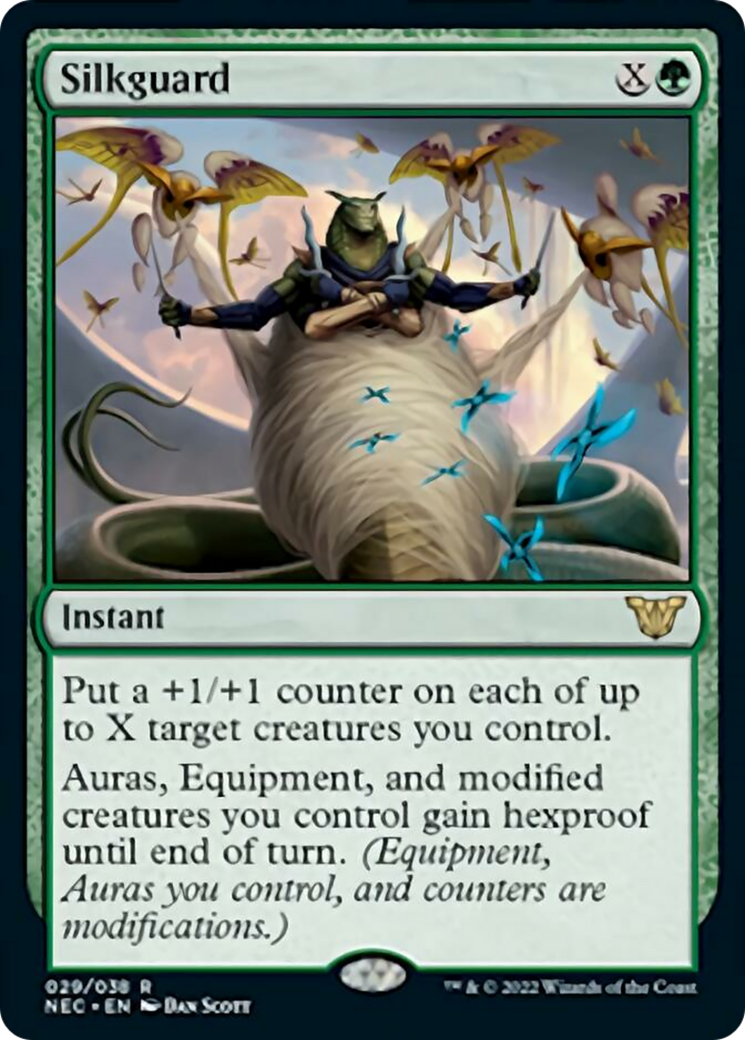 Silkguard X
Instant
Put a +1/+1 counter on each of up
to X target creatures you control.
Auras, Equipment, and modified
creatures you control gain hexproof
until end of turn. (Equipment,
Auras you control, and counters are
modifications.)
029/038 R
™ & © 2022 Wizards of the Coast
NEC • EN Dan Scott